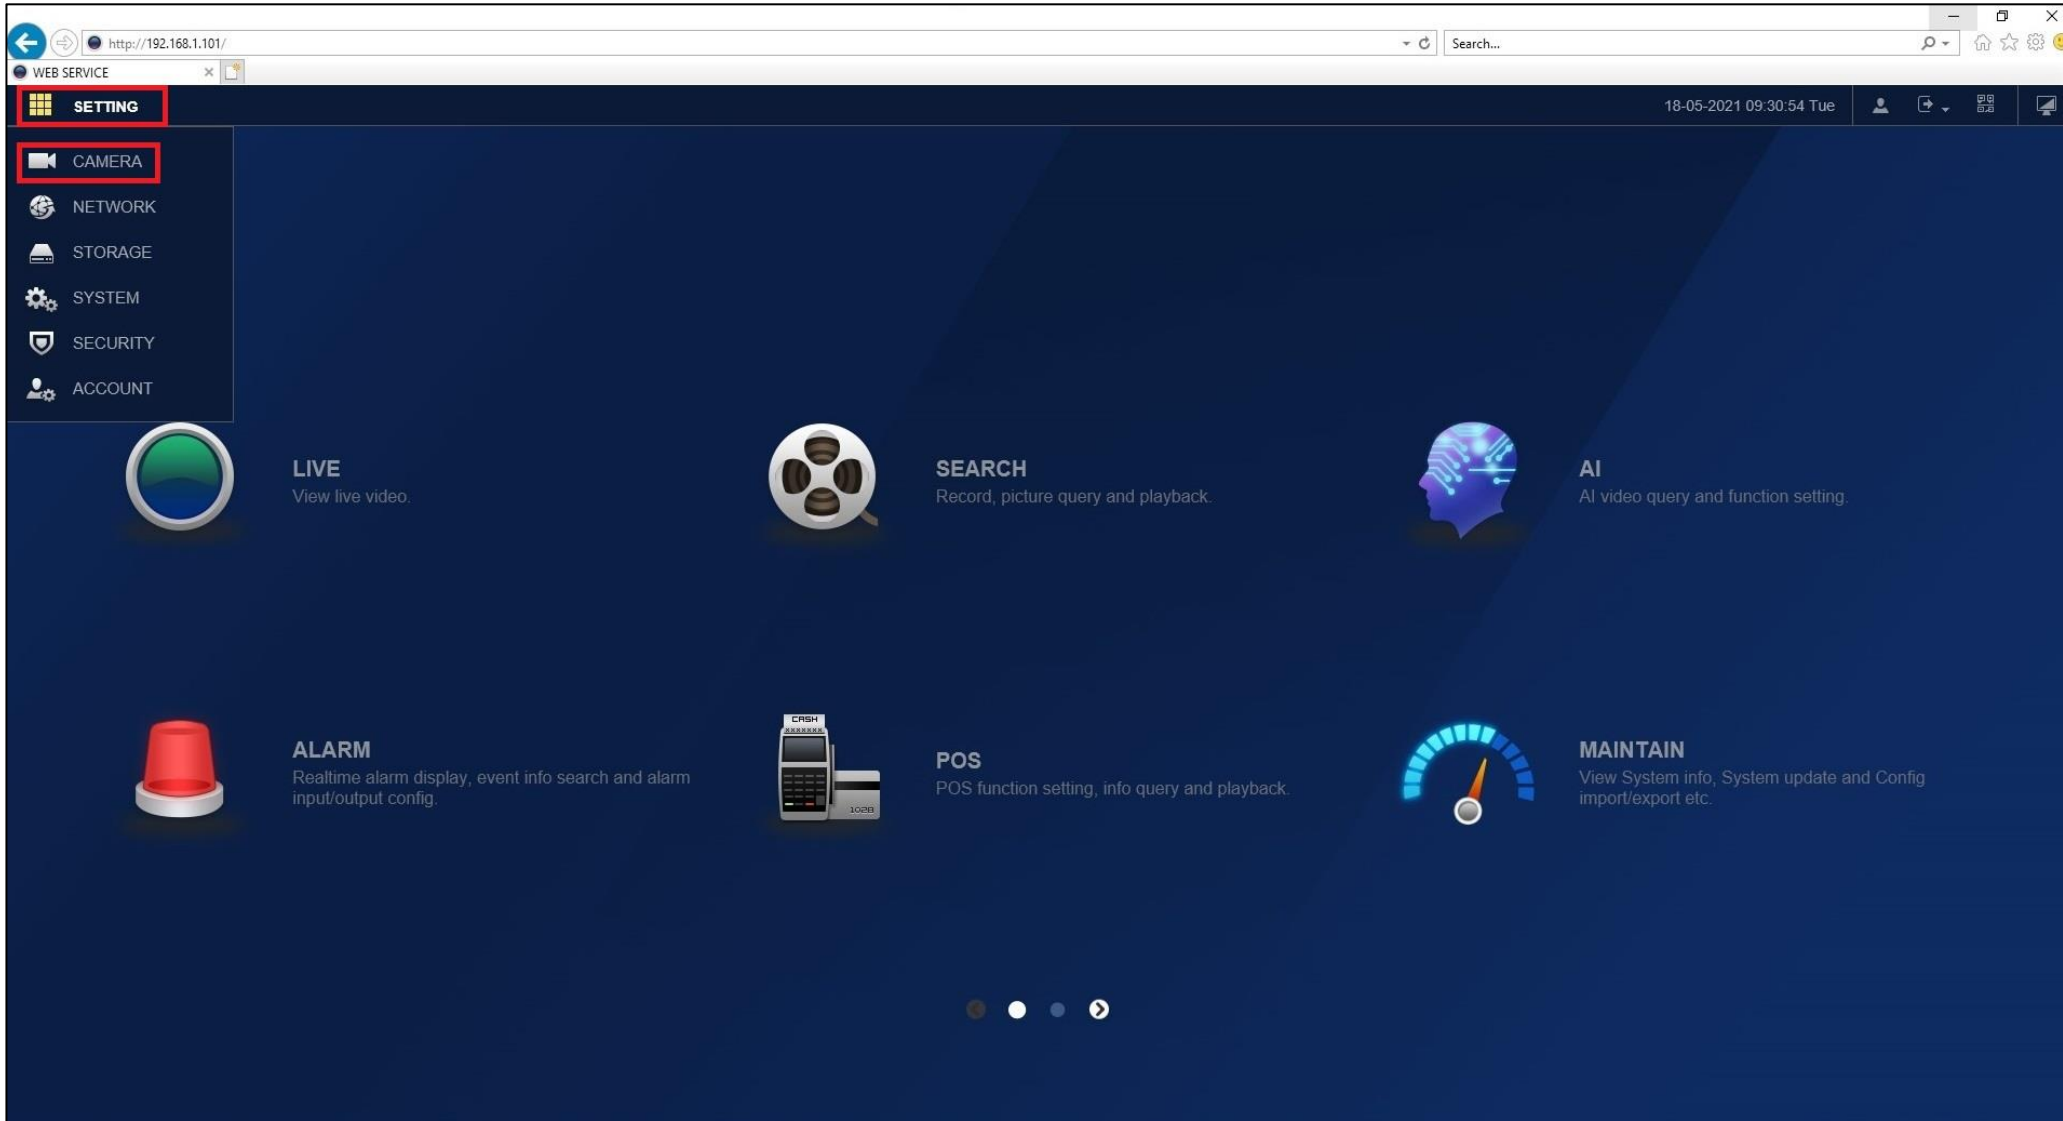 http://192.168.1.101/
Search...
WEB SERVICE
SETTING
18-05-2021 09:30:54 Tue
CAMERA
NETWORK
STORAGE
SYSTEM
SECURITY
ACCOUNT
LIVE
View live video.
SEARCH
Record, picture query and playback.
AI
AI video query and function setting.
ALARM
Realtime alarm display, event info search and alarm
input/output config.
CASH
XXXXXXX
1028
POS
POS function setting, info query and playback.
MAINTAIN
View System info, System update and Config
import/export etc.